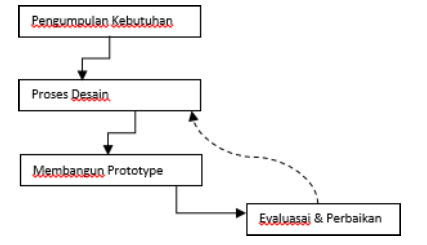 Pengumpulan Kebutuhan
Proses Desain
Membangun Prototype
Evaluasai & Perbaikan